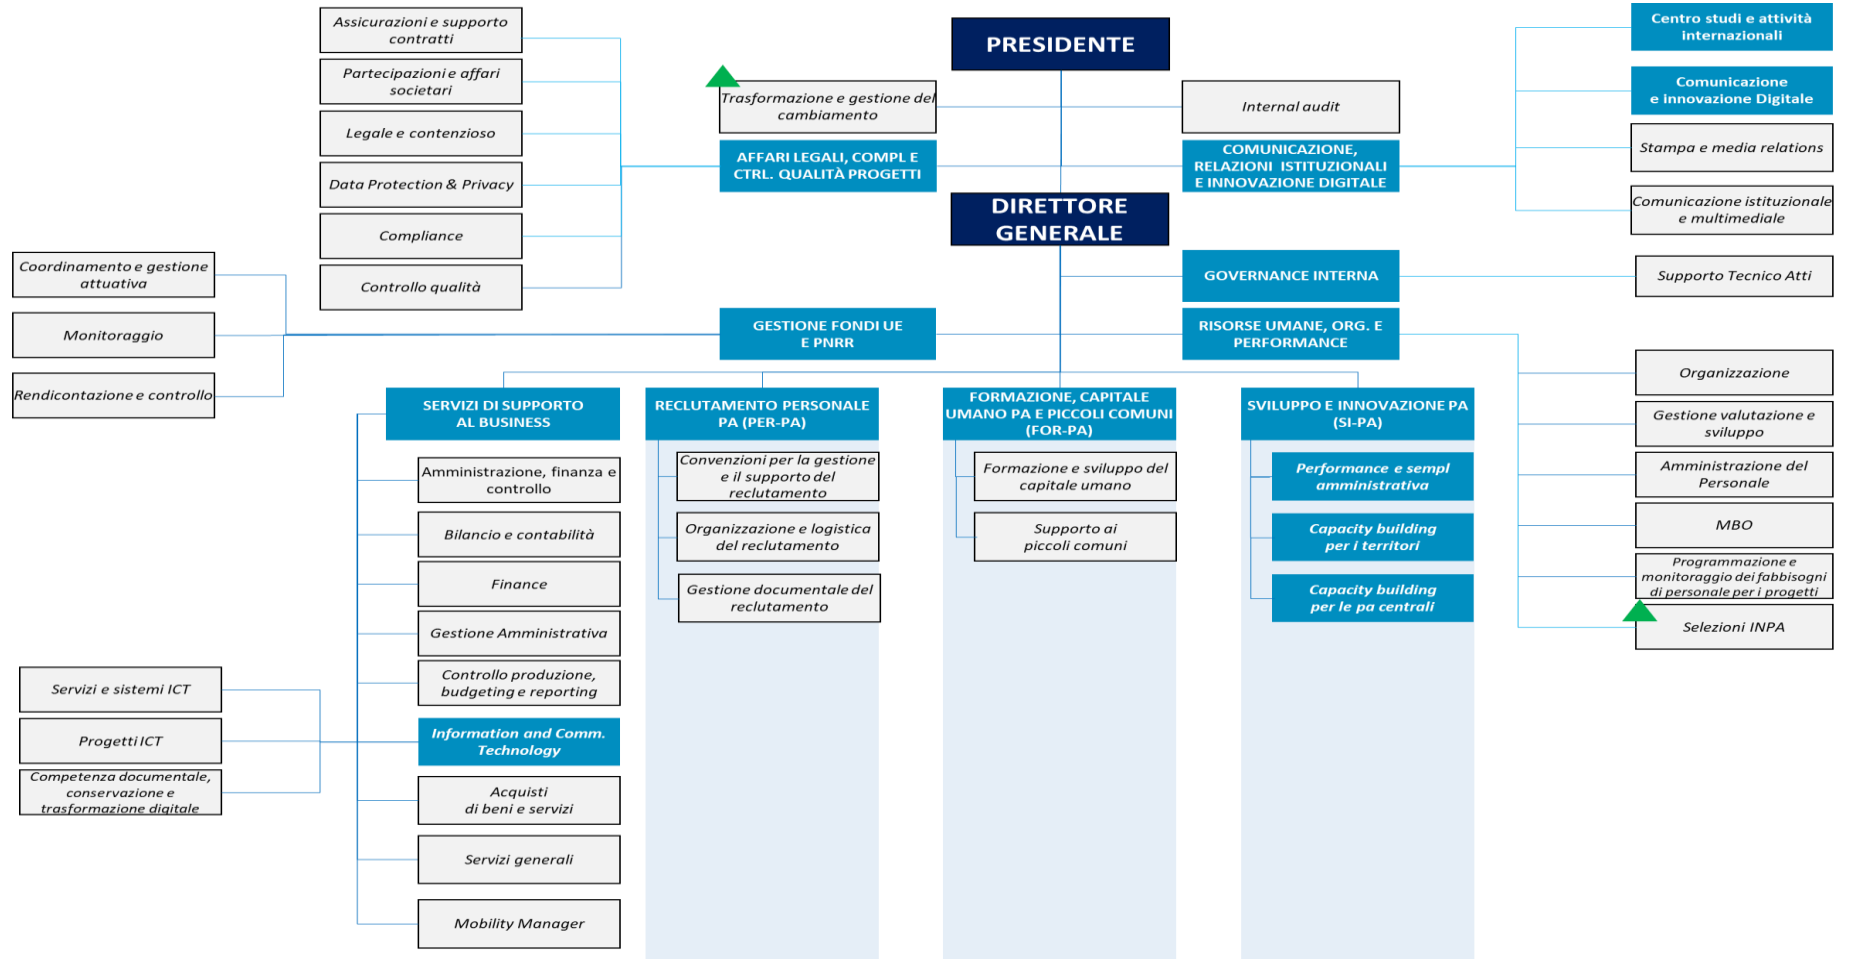 PRESIDENTE
Trasformazione e gestione del
cambiamento
Internal audit
AFFARI LEGALI, COMPL E
CTRL. QUALITÀ PROGETTI
COMUNICAZIONE,
RELAZIONI ISTITUZIONALI
E INNOVAZIONE DIGITALE
Assicurazioni e supporto
contratti
Partecipazioni e affari
societari
Legale e contenzioso
Data Protection & Privacy
Compliance
Controllo qualità
Centro studi e attività
internazionali
Comunicazione
e innovazione Digitale
Stampa e media relations
Comunicazione istituzionale
e multimediale
DIRETTORE
GENERALE
GOVERNANCE INTERNA
Supporto Tecnico Atti
GESTIONE FONDI UE
E PNRR
Coordinamento e gestione
attuativa
Monitoraggio
Rendicontazione e controllo
RISORSE UMANE, ORG. E
PERFORMANCE
Organizzazione
Gestione valutazione e
sviluppo
Amministrazione del
Personale
MBO
Programmazione e
monitoraggio dei fabbisogni
di personale per i progetti
Selezioni INPA
SERVIZI DI SUPPORTO
AL BUSINESS
Amministrazione, finanza e
controllo
Bilancio e contabilità
Finance
Gestione Amministrativa
Controllo produzione,
budgeting e reporting
Information and Comm.
Technology
Servizi e sistemi ICT
Progetti ICT
Competenza documentale,
conservazione e
trasformazione digitale
Acquisti
di beni e servizi
Servizi generali
Mobility Manager
RECLUTAMENTO PERSONALE
PA (PER-PA)
Convenzioni per la gestione
e il supporto del
reclutamento
Organizzazione e logistica
del reclutamento
Gestione documentale del
reclutamento
FORMAZIONE, CAPITALE
UMANO PA E PICCOLI COMUNI
(FOR-PA)
Formazione e sviluppo del
capitale umano
Supporto ai
piccoli comuni
SVILUPPO E INNOVAZIONE PA
(SI-PA)
Performance e sempl
amministrativa
Capacity building
per i territori
Capacity building
per le pa centrali